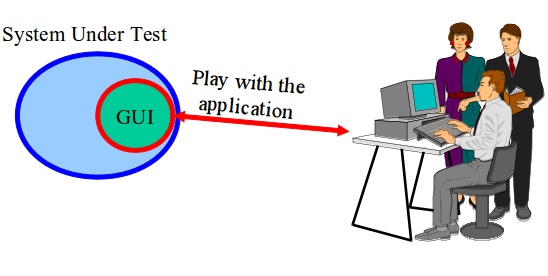 System Under Test
Play with the
application
GUI